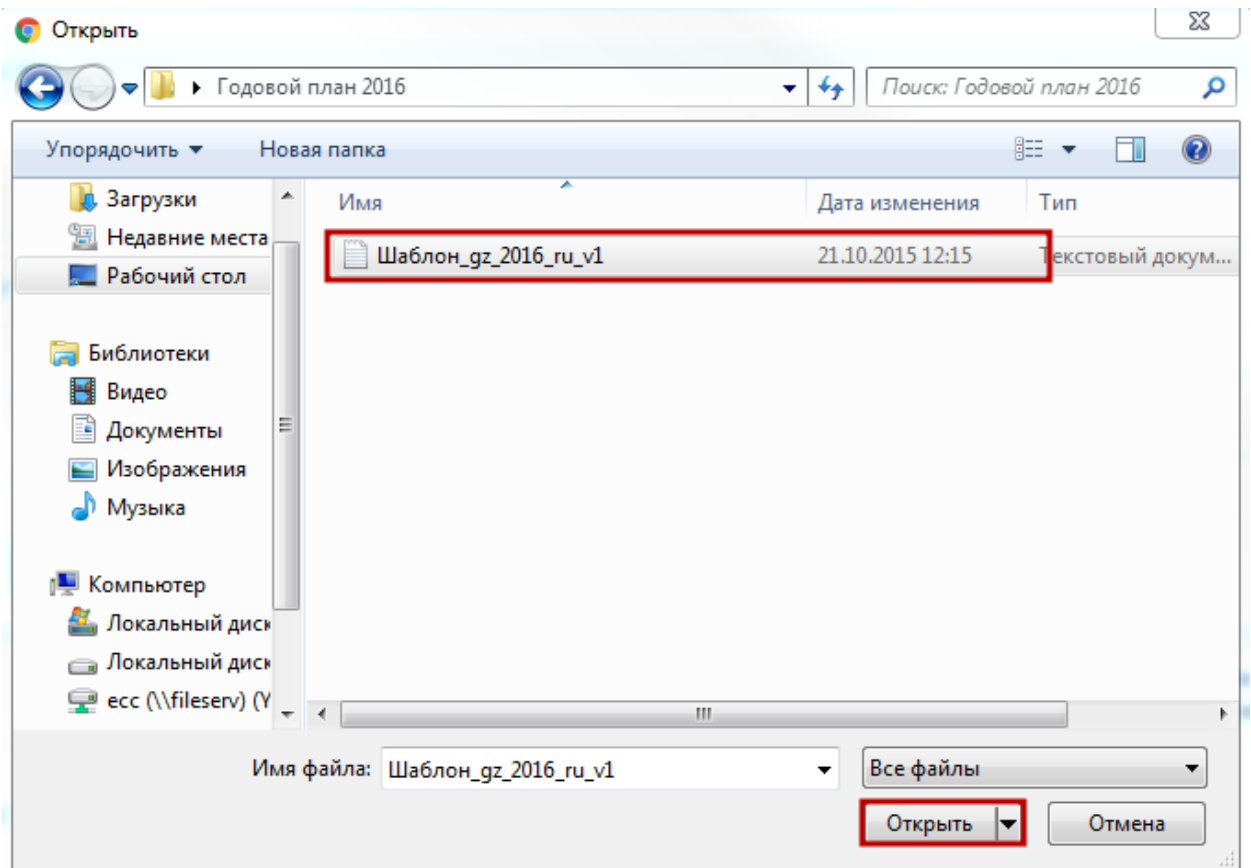 Открыть
Годовой план 2016
Поиск: Годовой план 2016
Упорядочить
Новая папка
Загрузки
Недавние места
Рабочий стол
Библиотеки
Видео
Документы
Изображения
Музыка
Компьютер
Локальный диск
Локальный диск
ecc (\\fileserv) (Y
Имя
Дата изменения
Тип
Шаблон_gz_2016_ru_v1
21.10.2015 12:15
Текстовый докум...
Имя файла:
Шаблон_gz_2016_ru_v1
Все файлы
Открыть
Отмена